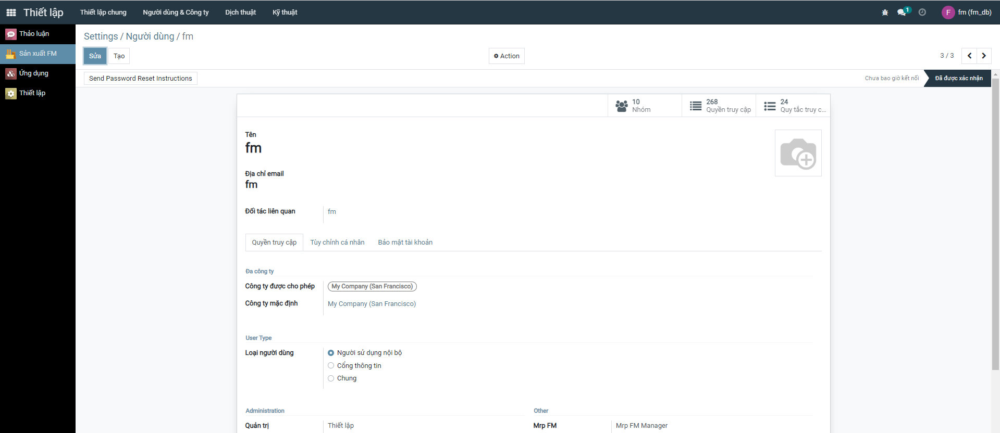 Thiết lập
Thiết lập chung
Người dùng & Công ty
Dịch thuật
Kỹ thuật
1
F
fm (fm_db)
Thảo luận
Sản xuất FM
Ứng dụng
Thiết lập
Settings / Người dùng / fm
Sửa
Tạo
Action
3 / 3
Send Password Reset Instructions
Chưa bao giờ kết nối
Đã được xác nhận
10
Nhóm
268
Quyền truy cập
24
Quy tắc truy c...
Tên
fm
Địa chỉ email
fm
Đối tác liên quan
fm
Quyền truy cập
Tùy chỉnh cá nhân
Bảo mật tài khoản
Đa công ty
Công ty được cho phép
My Company (San Francisco)
Công ty mặc định
My Company (San Francisco)
User Type
Loại người dùng
Người sử dụng nội bộ
Cổng thông tin
Chung
Administration
Other
Quản trị
Thiết lập
Mrp FM
Mrp FM Manager